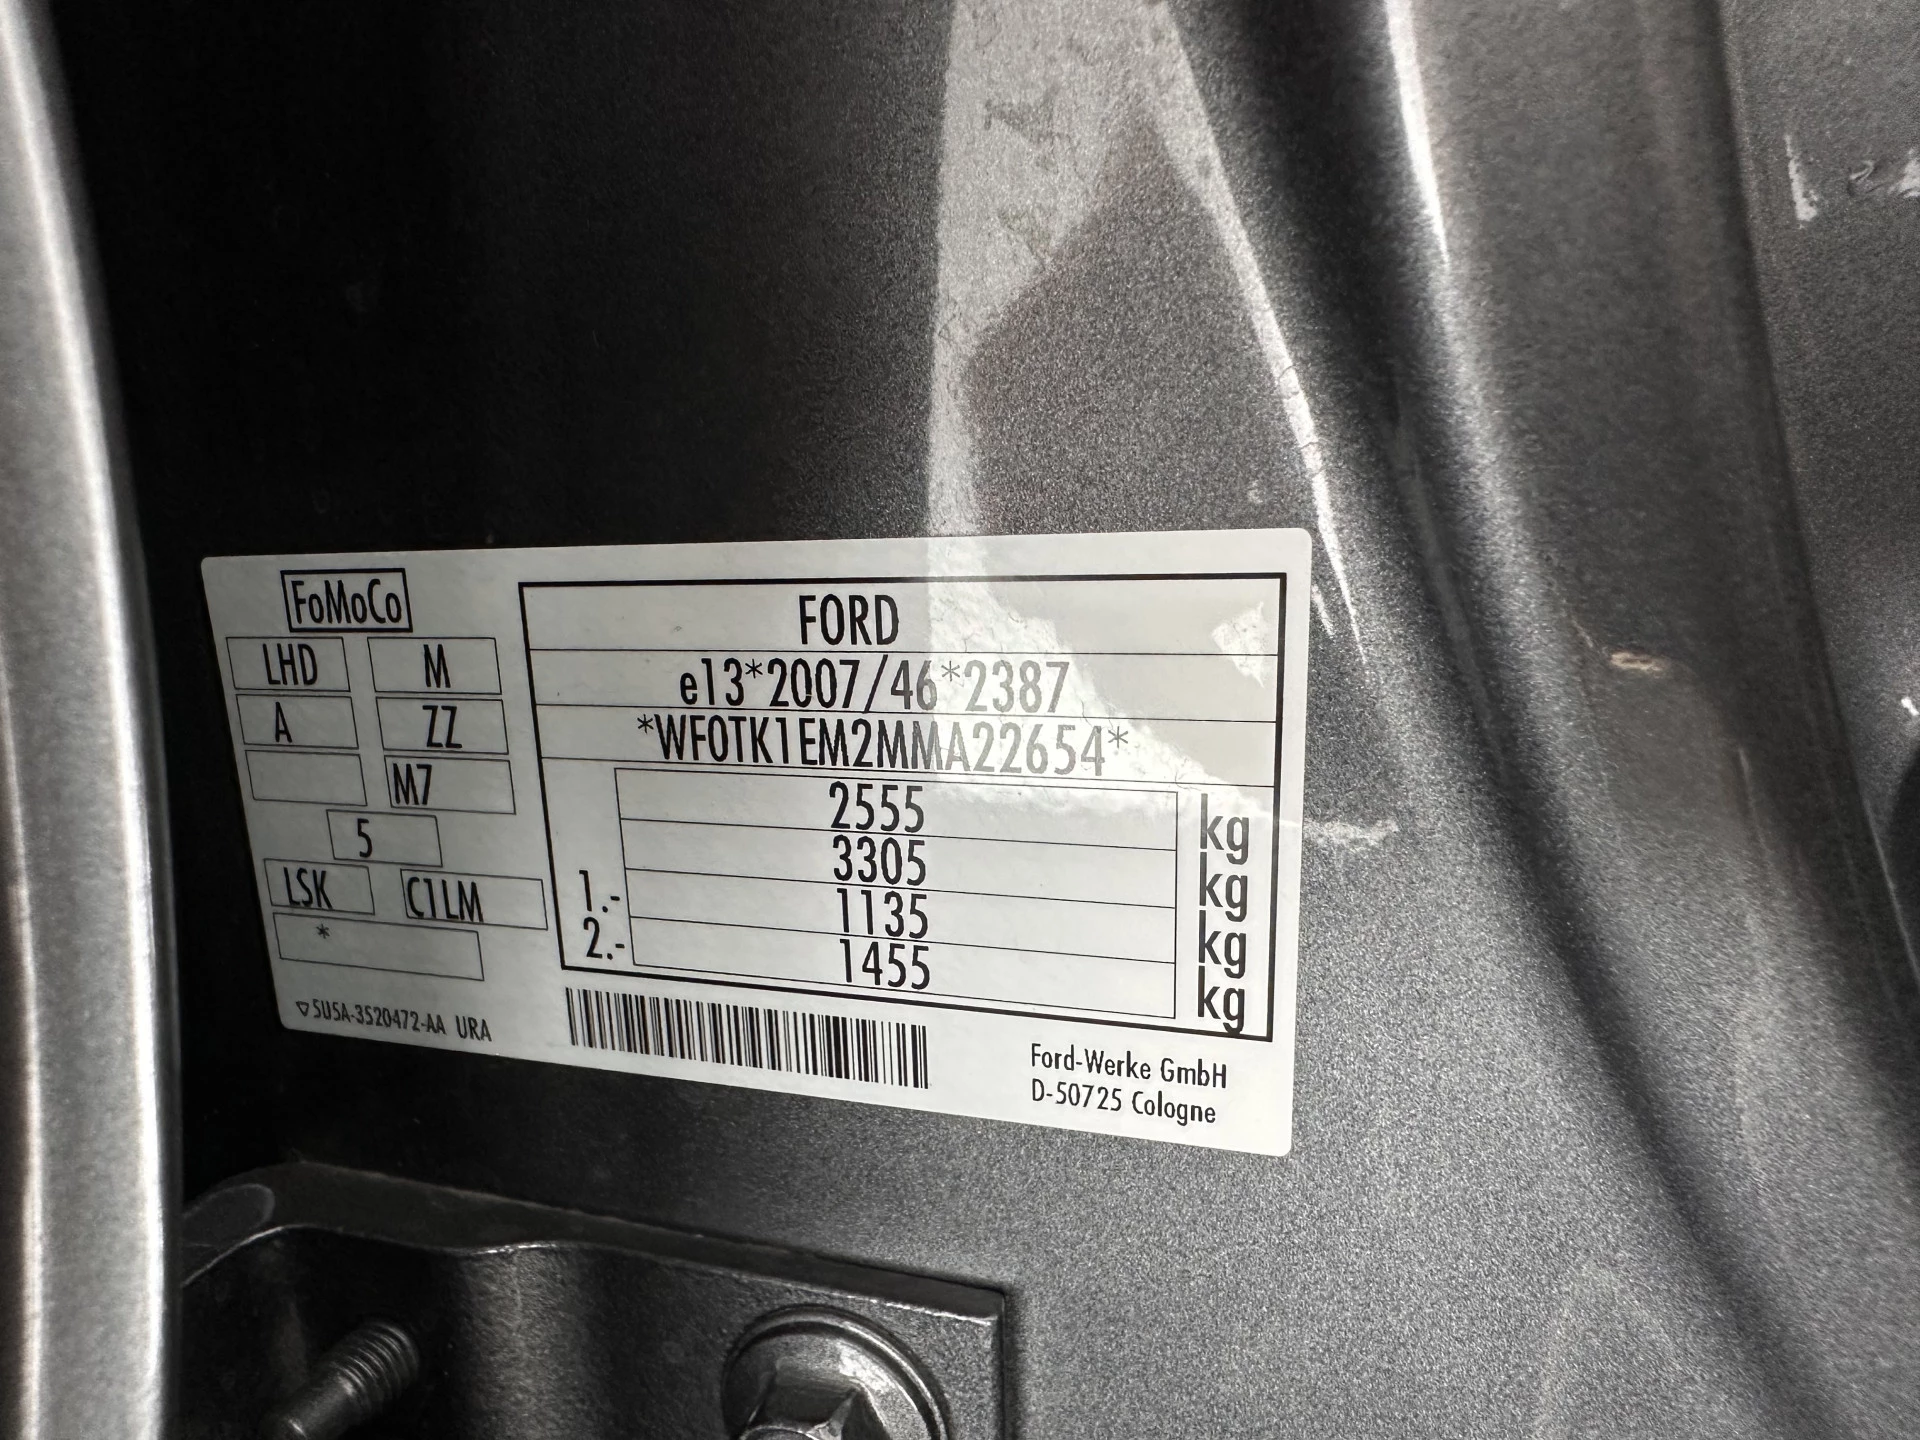 FoMoCo
LHD M
A ZZ
M7
5
LSK C1LM
*
5U5A-3520472-AA URA
FORD
e13*2007/46*2387
*WF0TK1EM2MMA22654*
2555 kg
3305 kg
1.- 1135 kg
2.- 1455 kg
Ford-Werke GmbH
D-50725 Cologne